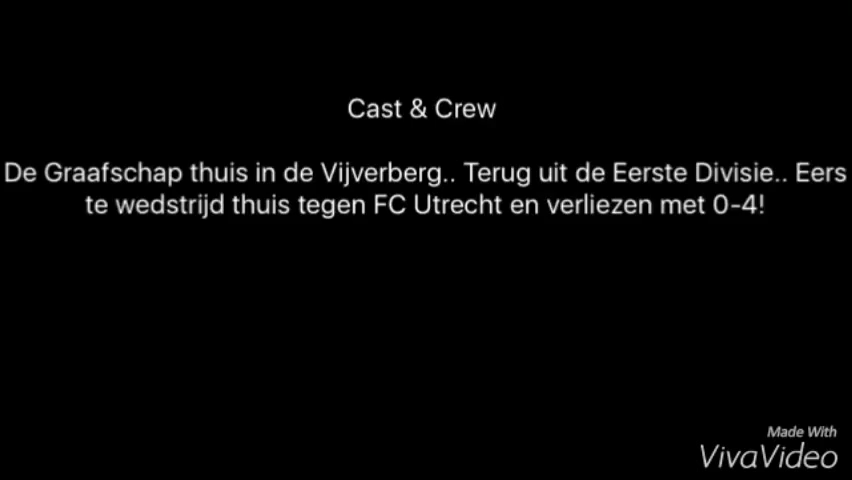 Cast & Crew
De Graafschap thuis in de Vijverberg.. Terug uit de Eerste Divisie.. Eers
te wedstrijd thuis tegen FC Utrecht en verliezen met 0-4!
Made With
VivaVideo